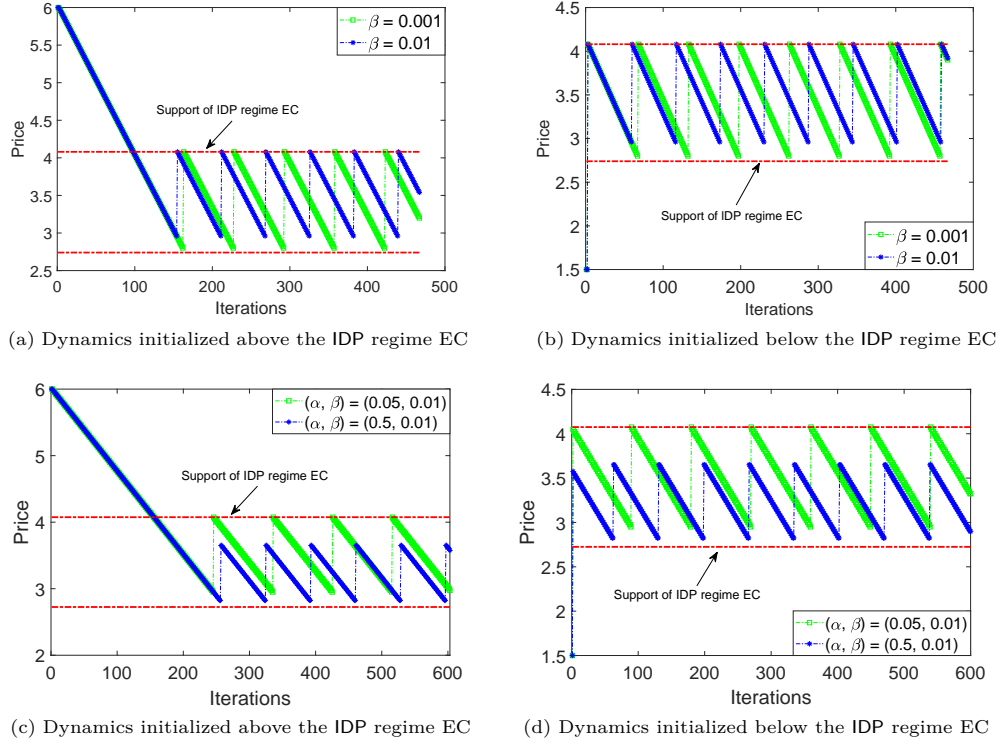 6
5.5
5
4.5
4
3.5
3
2.5
0
100
200
300
400
500
Price
Iterations
β = 0.001
β = 0.01
Support of IDP regime EC
(a) Dynamics initialized above the IDP regime EC
4.5
4
3.5
3
2.5
2
1.5
0
100
200
300
400
500
Price
Iterations
Support of IDP regime EC
β = 0.001
β = 0.01
(b) Dynamics initialized below the IDP regime EC
6
5
4
3
2
0
100
200
300
400
500
600
Price
Iterations
(α, β) = (0.05, 0.01)
(α, β) = (0.5, 0.01)
Support of IDP regime EC
(c) Dynamics initialized above the IDP regime EC
4.5
4
3.5
3
2.5
2
1.5
0
100
200
300
400
500
600
Price
Iterations
Support of IDP regime EC
(α, β) = (0.05, 0.01)
(α, β) = (0.5, 0.01)
(d) Dynamics initialized below the IDP regime EC